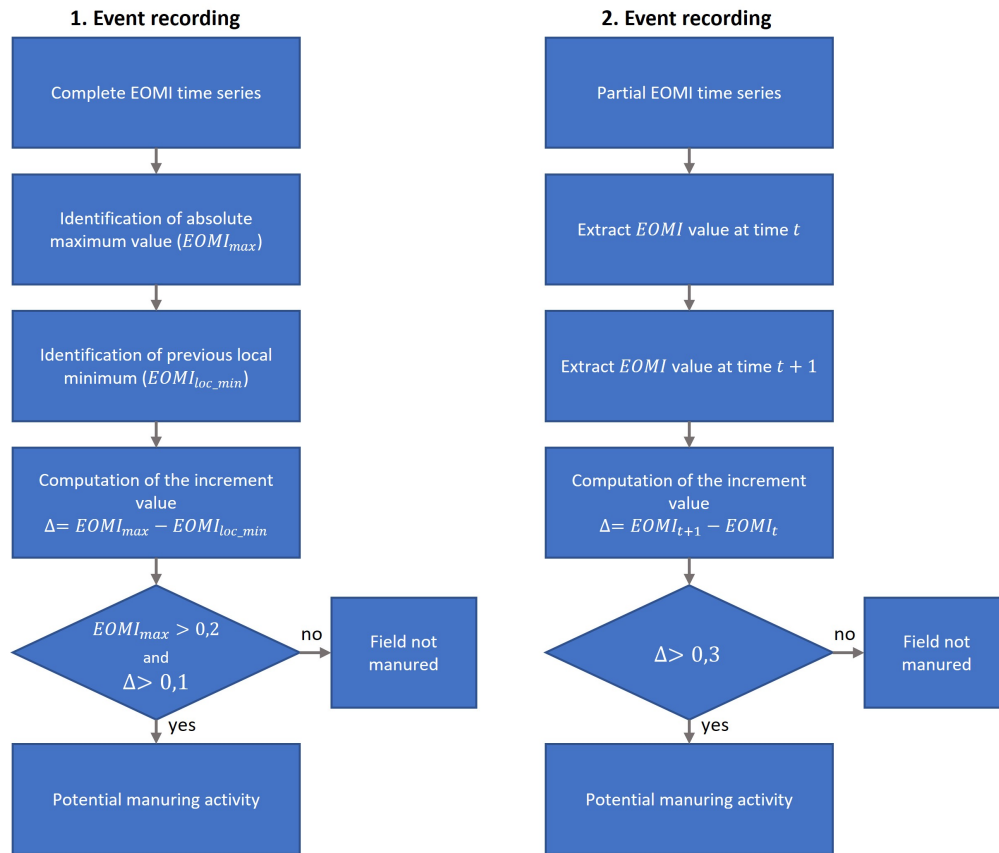 1. Event recording
Complete EOMI time series
Identification of absolute
maximum value (EOMI_max)
Identification of previous local
minimum (EOMI_loc_min)
Computation of the increment
value
Δ= EOMI_max − EOMI_loc_min
EOMI_max > 0,2
and
Δ> 0,1
no
Field not
manured
yes
Potential manuring activity
2. Event recording
Partial EOMI time series
Extract EOMI value at time t
Extract EOMI value at time t + 1
Computation of the increment
value
Δ= EOMI_t+1 − EOMI_t
Δ> 0,3
no
Field not
manured
yes
Potential manuring activity